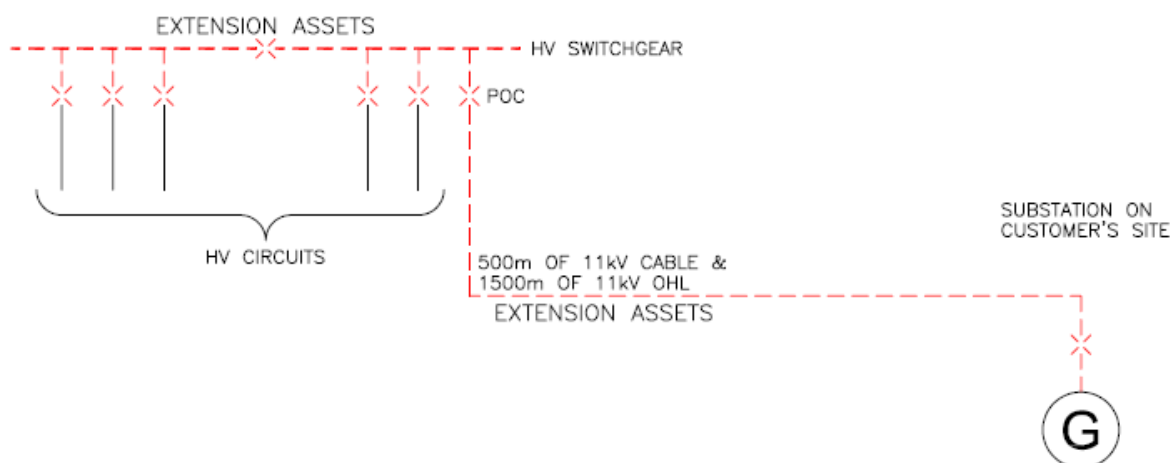 EXTENSION ASSETS
HV SWITCHGEAR
POC
HV CIRCUITS
SUBSTATION ON
CUSTOMER'S SITE
500m OF 11kV CABLE &
1500m OF 11kV OHL
EXTENSION ASSETS
G